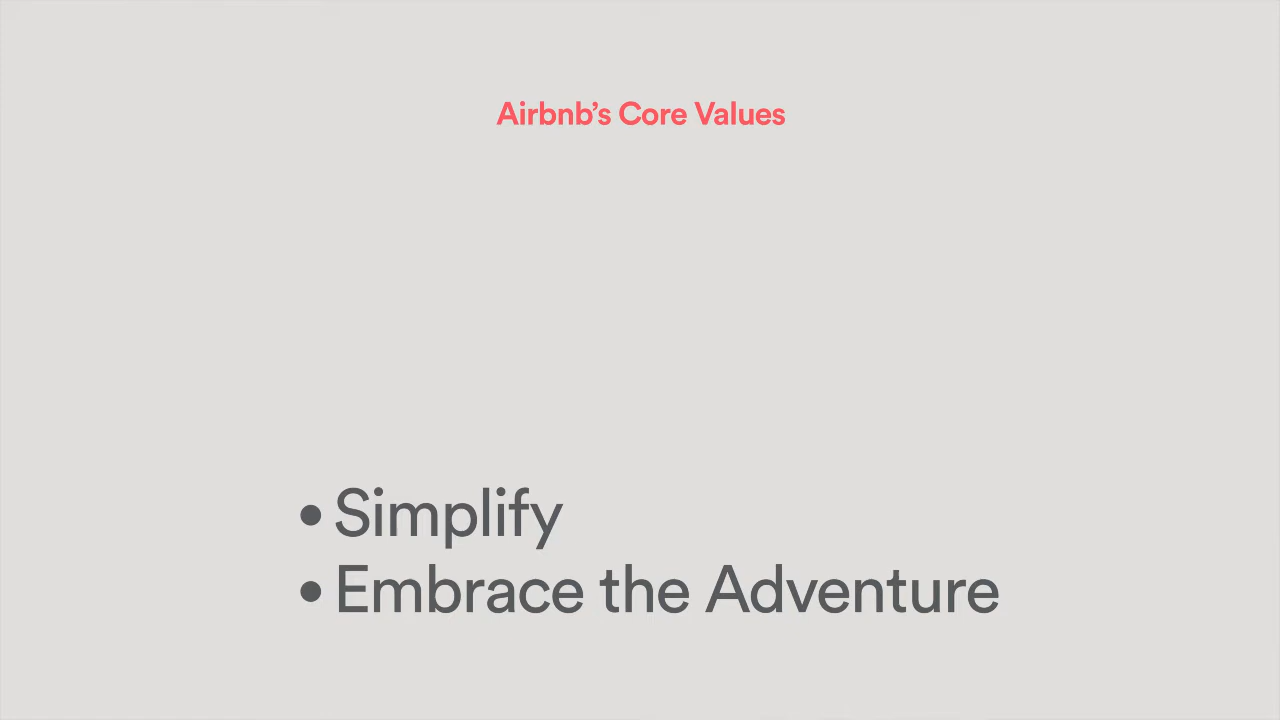 Airbnb’s Core Values
• Simplify
• Embrace the Adventure